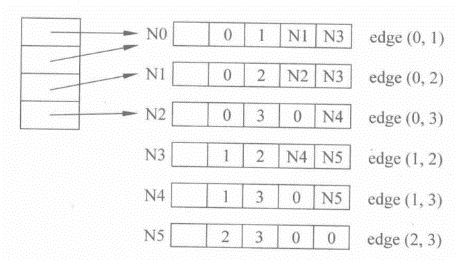 N0 0 1 N1 N3 edge (0, 1)
N1 0 2 N2 N3 edge (0, 2)
N2 0 3 0 N4 edge (0, 3)
N3 1 2 N4 N5 edge (1, 2)
N4 1 3 0 N5 edge (1, 3)
N5 2 3 0 0 edge (2, 3)